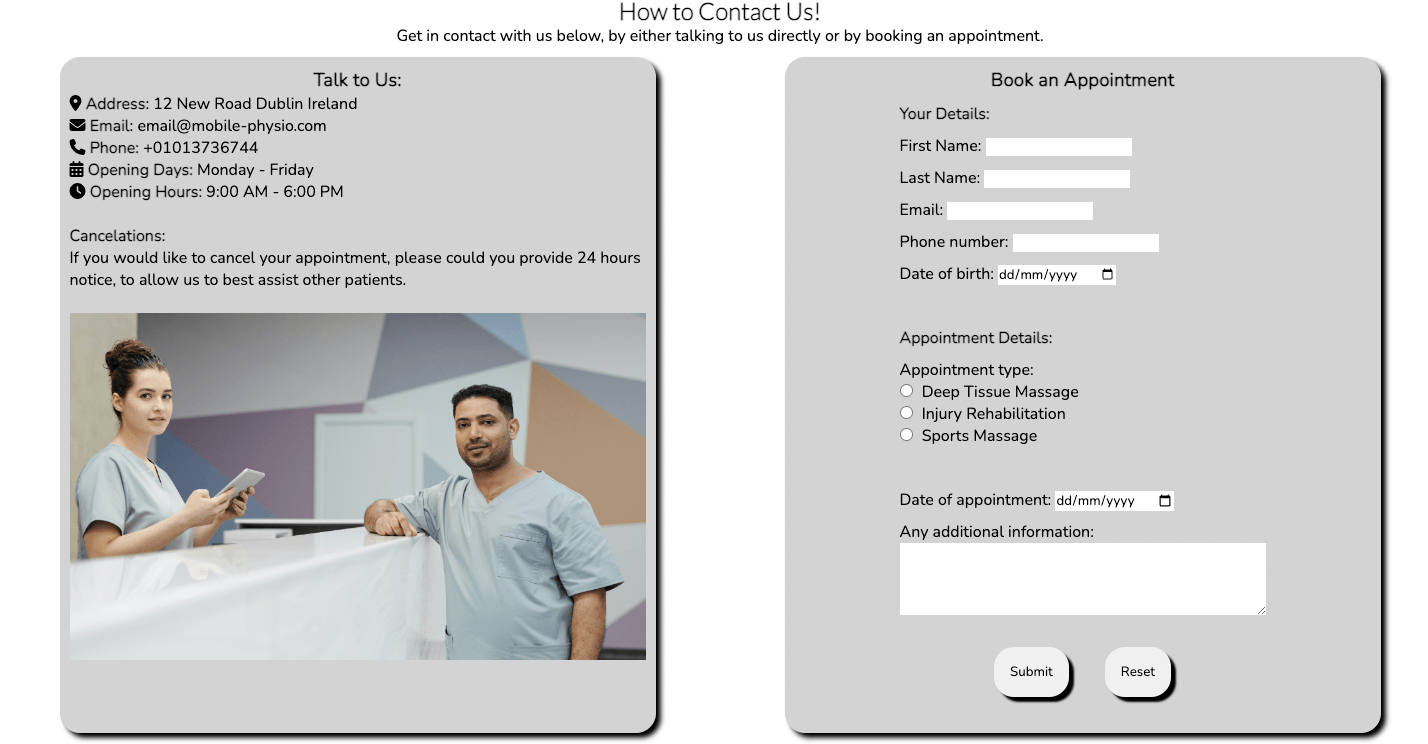 How to Contact Us!
Get in contact with us below, by either talking to us directly or by booking an appointment.
Talk to Us:
Address: 12 New Road Dublin Ireland
Email: email@mobile-physio.com
Phone: +01013736744
Opening Days: Monday - Friday
Opening Hours: 9:00 AM - 6:00 PM
Cancelations:
If you would like to cancel your appointment, please could you provide 24 hours
notice, to allow us to best assist other patients.
Book an Appointment
Your Details:
First Name:
Last Name:
Email:
Phone number:
Date of birth: dd/mm/yyyy
Appointment Details:
Appointment type:
Deep Tissue Massage
Injury Rehabilitation
Sports Massage
Date of appointment: dd/mm/yyyy
Any additional information:
Submit Reset